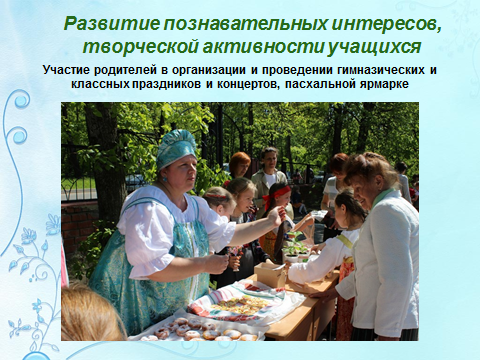 Развитие познавательных интересов,
творческой активности учащихся
Участие родителей в организации и проведении гимназических и
классных праздников и концертов, пасхальной ярмарке